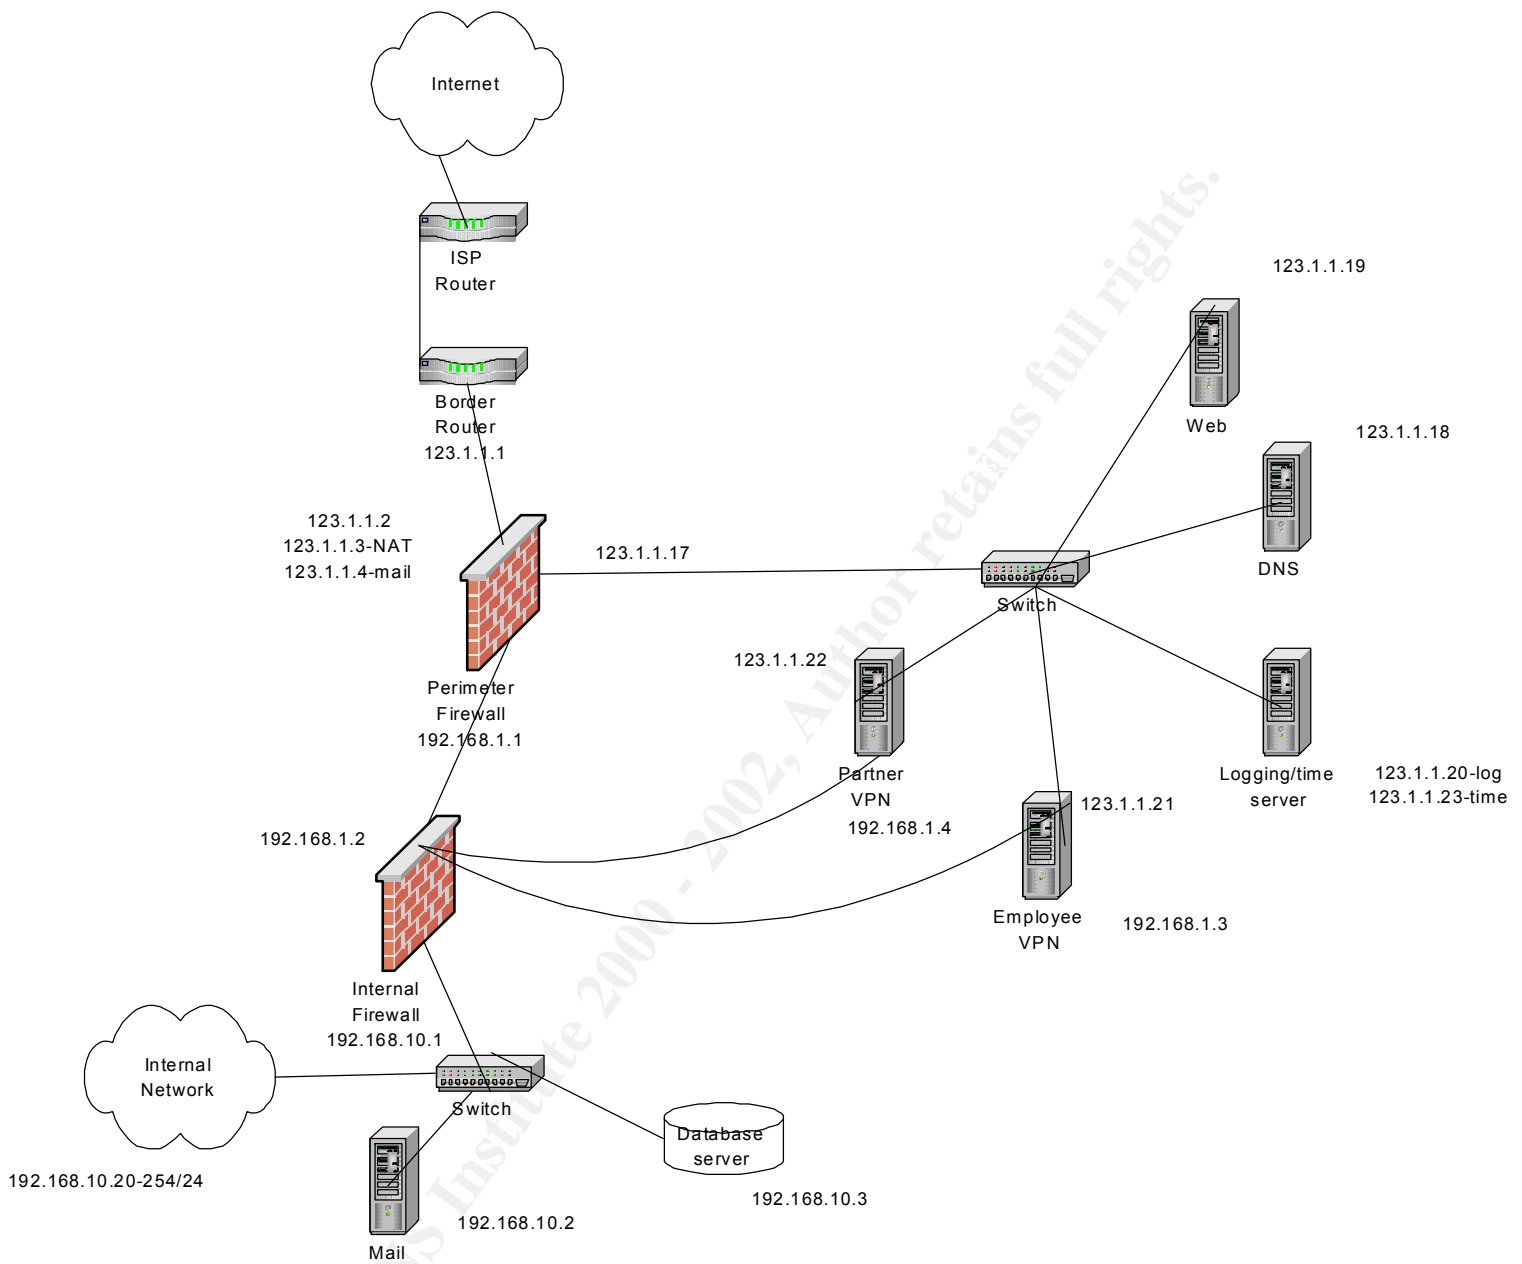 Internet
ISP
Router
Border
Router
123.1.1.1
123.1.1.2
123.1.1.3-NAT
123.1.1.4-mail
Perimeter
Firewall
192.168.1.1
123.1.1.17
Switch
123.1.1.19
Web
123.1.1.18
DNS
123.1.1.22
Partner
VPN
192.168.1.4
123.1.1.21
Employee
VPN
192.168.1.3
Logging/time
server
123.1.1.20-log
123.1.1.23-time
192.168.1.2
Internal
Firewall
192.168.10.1
Internal
Network
192.168.10.20-254/24
Switch
Database
server
192.168.10.3
192.168.10.2
Mail
NS Institute 2000 - 2002, Author retains full rights.